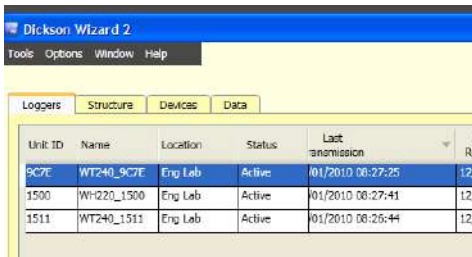 Dickson Wizard 2
Tools Options Window Help
Loggers Structure Devices Data
Unit ID Name Location Status Last
ansmission R
9C7E WT240_9C7E Eng Lab Active /01/2010 08:27:25 12
1500 WH220_1500 Eng Lab Active /01/2010 08:27:41 12
1511 WT240_1511 Eng Lab Active /01/2010 08:26:44 12